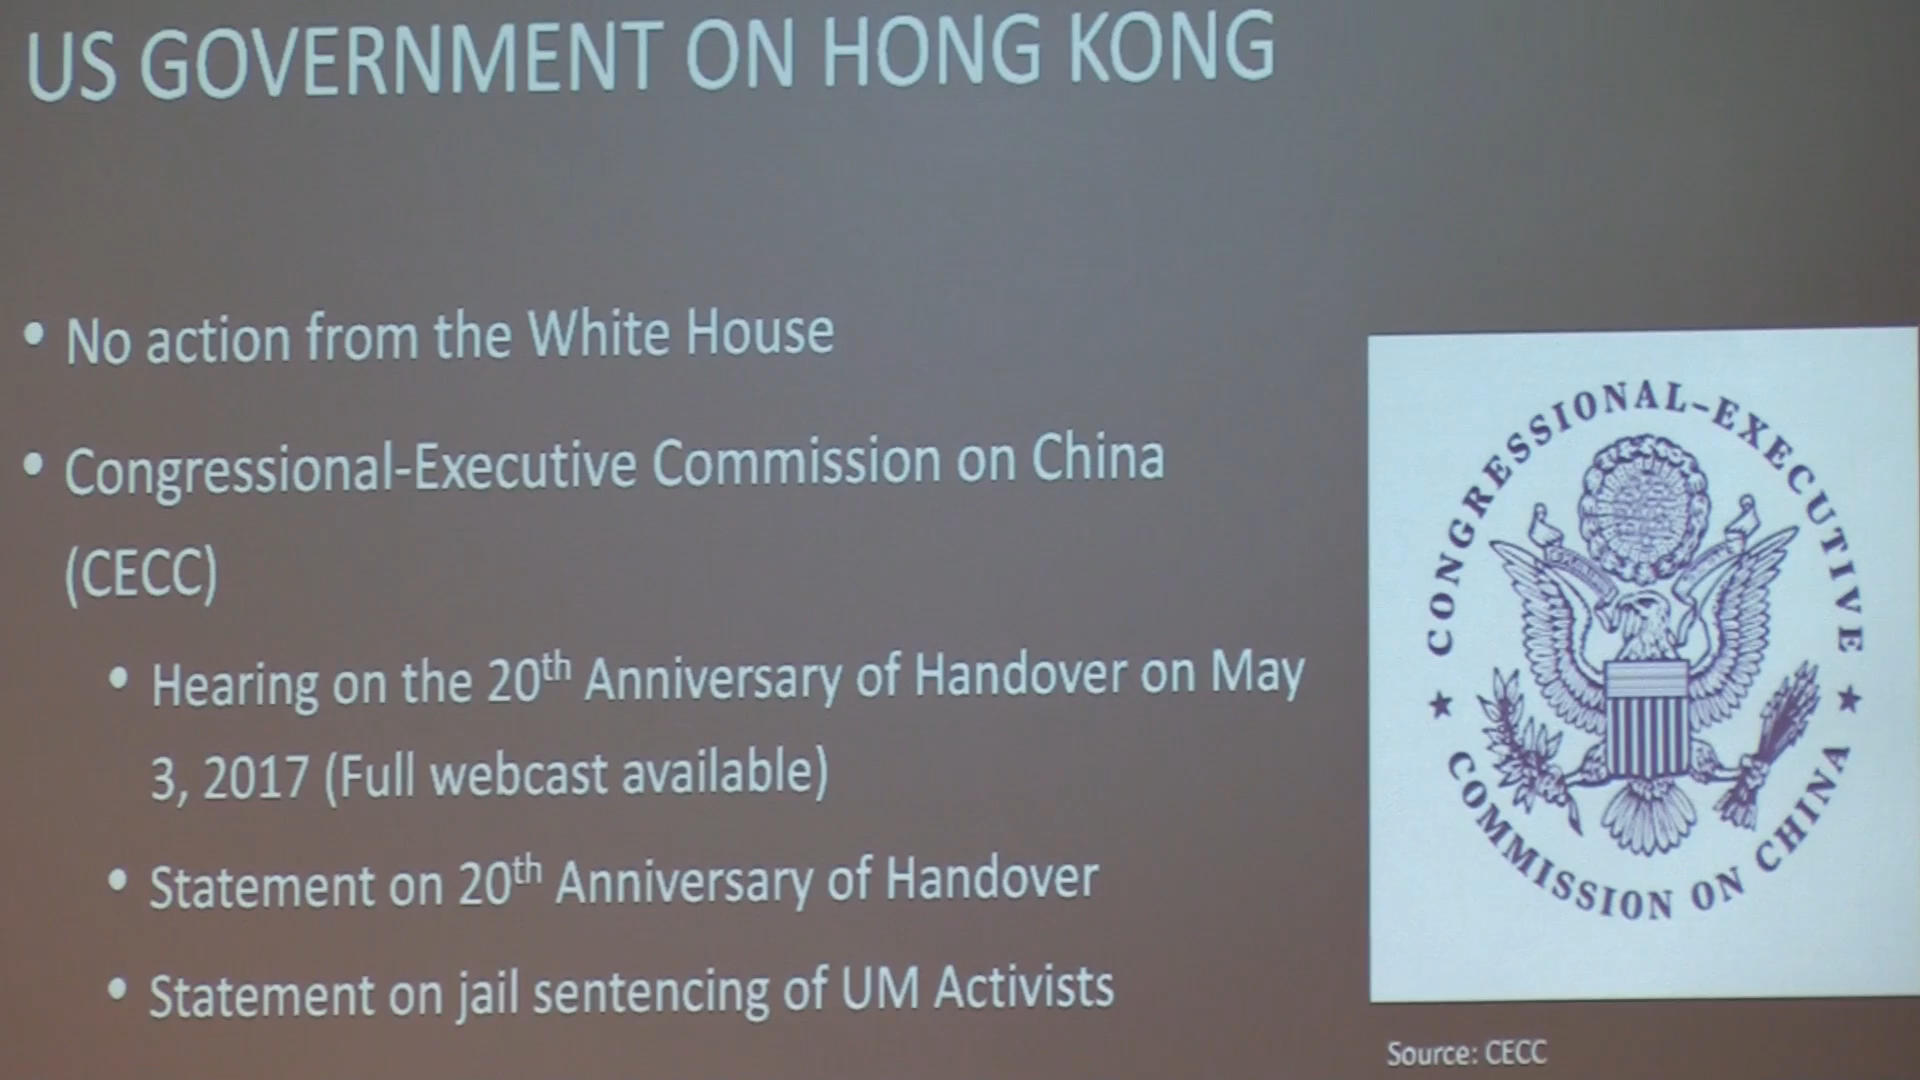 US GOVERNMENT ON HONG KONG
• No action from the White House
• Congressional-Executive Commission on China
(CECC)
• Hearing on the 20th Anniversary of Handover on May
3, 2017 (Full webcast available)
• Statement on 20th Anniversary of Handover
• Statement on jail sentencing of UM Activists
CONGRESSIONAL-EXECUTIVE
★ COMMISSION ON CHINA ★
Source: CECC